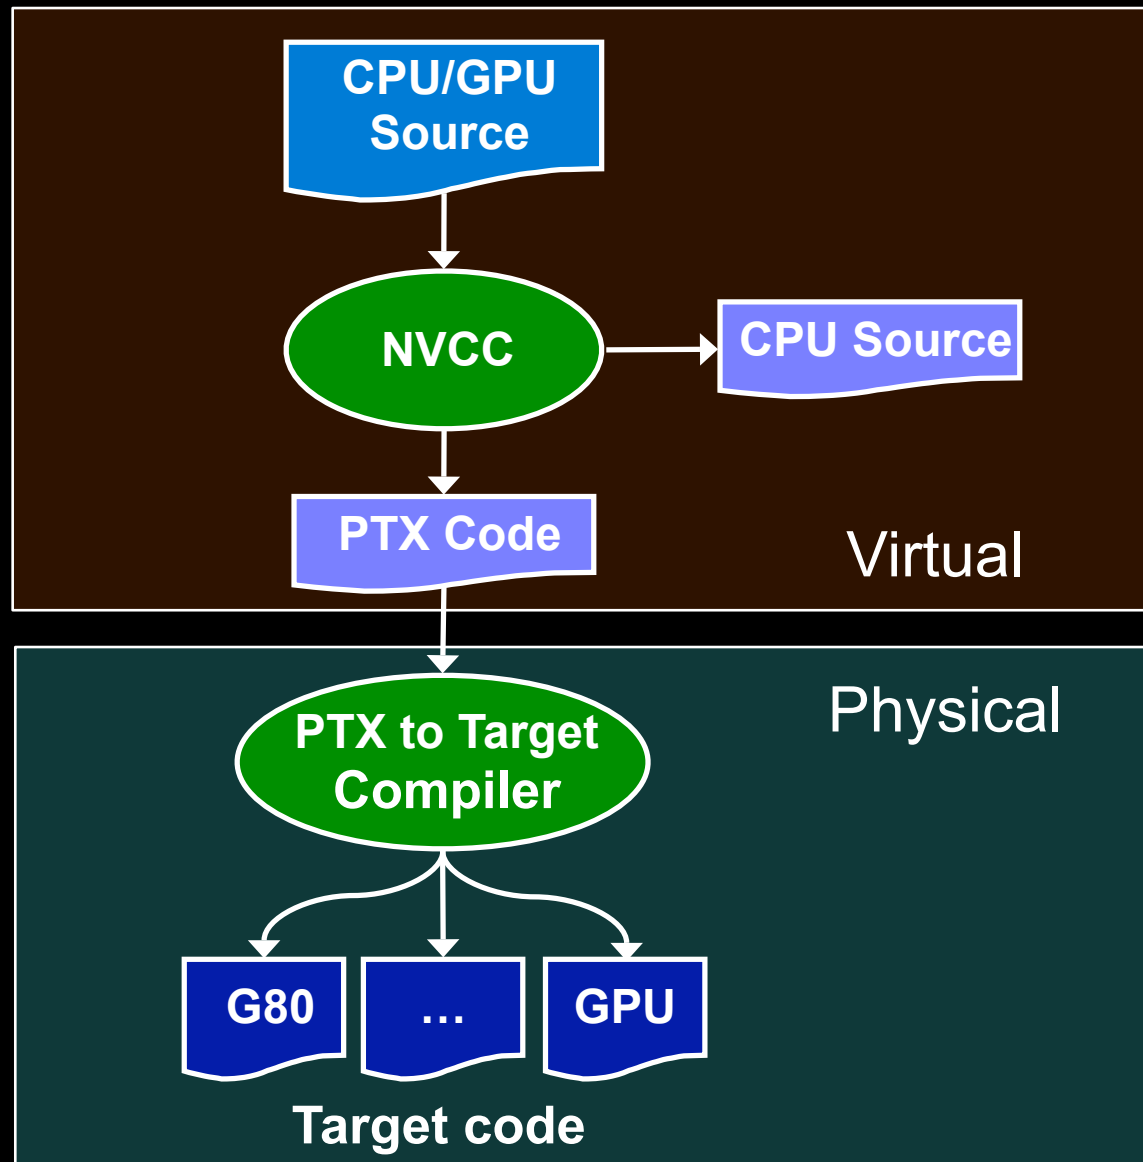 CPU/GPU
Source
NVCC
CPU Source
PTX Code
Virtual
Physical
PTX to Target
Compiler
G80
…
GPU
Target code